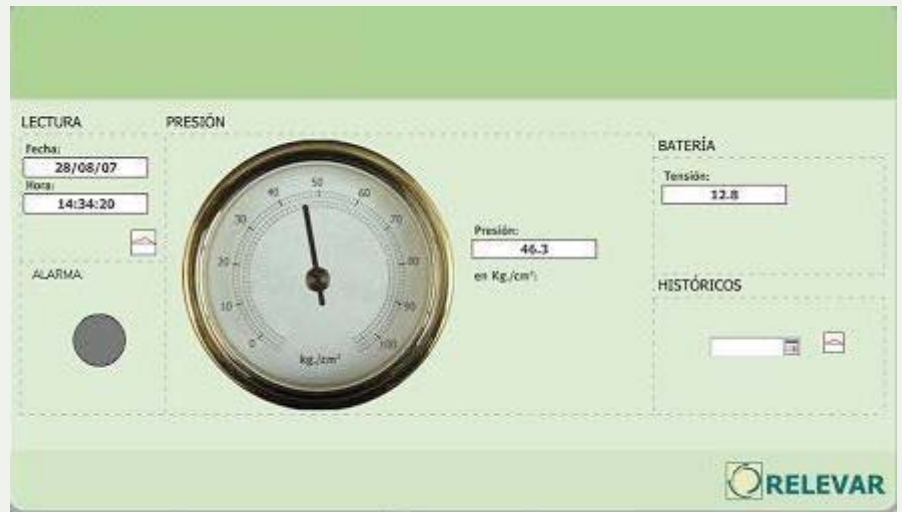 LECTURA
Fecha:
28/08/07
Hora:
14:34:20
ALARMA
PRESIÓN
0
10
20
30
40
50
60
70
80
90
100
kg./cm²
Presión:
46.3
en Kg./cm²:
BATERÍA
Tensión:
12.8
HISTÓRICOS
RELEVAR